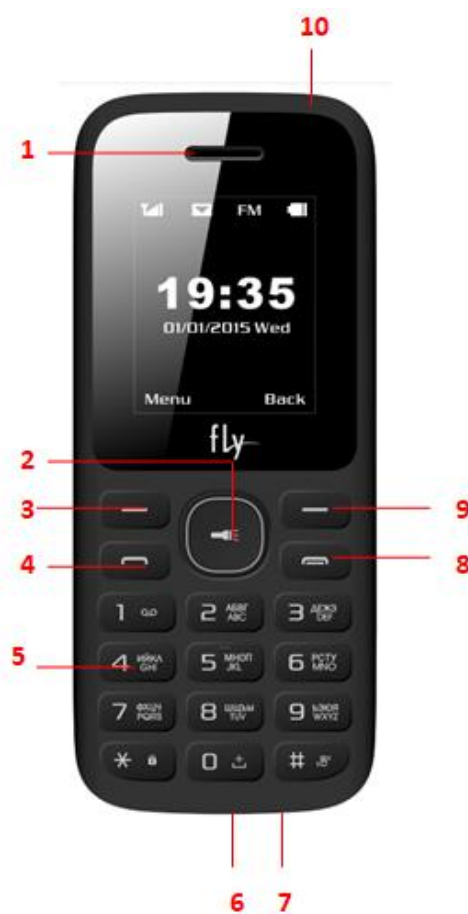 10
1
FM
19:35
01/01/2015 Wed
Menu Back
fly
2
3
9
4
8
1 2 АБВГ ABC 3 ДЕЖЗ DEF
5
4 ИЙКЛ GHI 5 МНОП JKL 6 РСТУ MNO
7 ФХЦЧ PQRS 8 ШЩЪЫ TUV 9 ЬЭЮЯ WXYZ
* 0 #
6 7